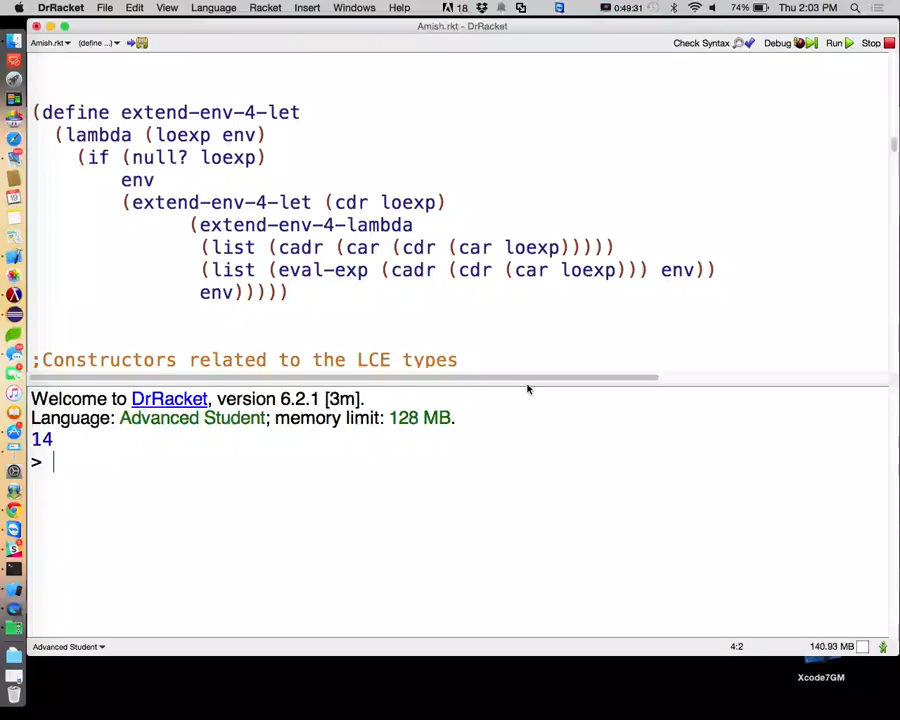 DrRacket File Edit View Language Racket Insert Windows Help 0:49:31 18 74% Thu 2:03 PM
Amish.rkt - DrRacket
Amish.rkt (define ...) Check Syntax Debug Run Stop
(define extend-env-4-let
(lambda (loexp env)
(if (null? loexp)
env
(extend-env-4-let (cdr loexp)
(extend-env-4-lambda
(list (cadr (car (cdr (car loexp)))))
(list (eval-exp (cadr (cdr (car loexp))) env))
env)))))
;Constructors related to the LCE types
Welcome to DrRacket, version 6.2.1 [3m].
Language: Advanced Student; memory limit: 128 MB.
14
>
Advanced Student 4:2 140.93 MB
Xcode7GM